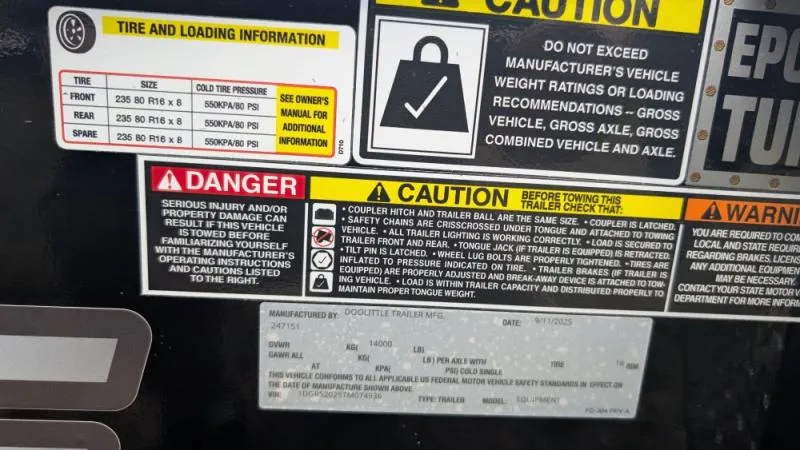 TIRE AND LOADING INFORMATION
TIRE SIZE COLD TIRE PRESSURE
FRONT 235 80 R16 x 8 550KPA/80 PSI
REAR 235 80 R16 x 8 550KPA/80 PSI
SPARE 235 80 R16 x 8 550KPA/80 PSI
SEE OWNER'S
MANUAL FOR
ADDITIONAL
INFORMATION
D710
CAUTION
DO NOT EXCEED
MANUFACTURER'S VEHICLE
WEIGHT RATINGS OR LOADING
RECOMMENDATIONS -- GROSS
VEHICLE, GROSS AXLE, GROSS
COMBINED VEHICLE AND AXLE.
DANGER
SERIOUS INJURY AND/OR
PROPERTY DAMAGE CAN
RESULT IF THIS VEHICLE
IS TOWED BEFORE
FAMILIARIZING YOURSELF
WITH THE MANUFACTURER'S
OPERATING INSTRUCTIONS
AND CAUTIONS LISTED
TO THE RIGHT.
CAUTION BEFORE TOWING THIS
TRAILER CHECK THAT:
• COUPLER HITCH AND TRAILER BALL ARE THE SAME SIZE. • COUPLER IS LATCHED.
• SAFETY CHAINS ARE CRISSCROSSED UNDER TONGUE AND ATTACHED TO TOWING
VEHICLE. • ALL TRAILER LIGHTING IS WORKING CORRECTLY. • LOAD IS SECURED TO
TRAILER FRONT AND REAR. • TONGUE JACK (IF TRAILER IS EQUIPPED) IS RETRACTED.
• TILT PIN IS LATCHED. • WHEEL LUG BOLTS ARE PROPERLY TIGHTENED. • TIRES ARE
INFLATED TO PRESSURE INDICATED ON TIRE. • TRAILER BRAKES (IF TRAILER IS
EQUIPPED) ARE PROPERLY ADJUSTED AND BREAK-AWAY DEVICE IS ATTACHED TO TOW-
ING VEHICLE. • LOAD IS WITHIN TRAILER CAPACITY AND DISTRIBUTED PROPERLY TO
MAINTAIN PROPER TONGUE WEIGHT.
WARNI
YOU ARE REQUIRED TO COM
LOCAL AND STATE REQUIR
REGARDING BRAKES, LICENS
ANY ADDITIONAL EQUIPME
MAY BE NECESSARY.
CONTACT YOUR STATE MOTOR V
DEPARTMENT FOR MORE INFOR
MANUFACTURED BY: DOOLITTLE TRAILER MFG. DATE: 9/11/2025
247151
GVWR KG( 14000 LB)
GAWR ALL KG( LB) PER AXLE WITH TIRE 16 RIM
AT KPA( PSI) COLD SINGLE
THIS VEHICLE CONFORMS TO ALL APPLICABLE US FEDERAL MOTOR VEHICLE SAFETY STANDARDS IN EFFECT ON
THE DATE OF MANUFACTURE SHOWN ABOVE.
VIN: TYPE: TRAILER MODEL: EQUIPMENT